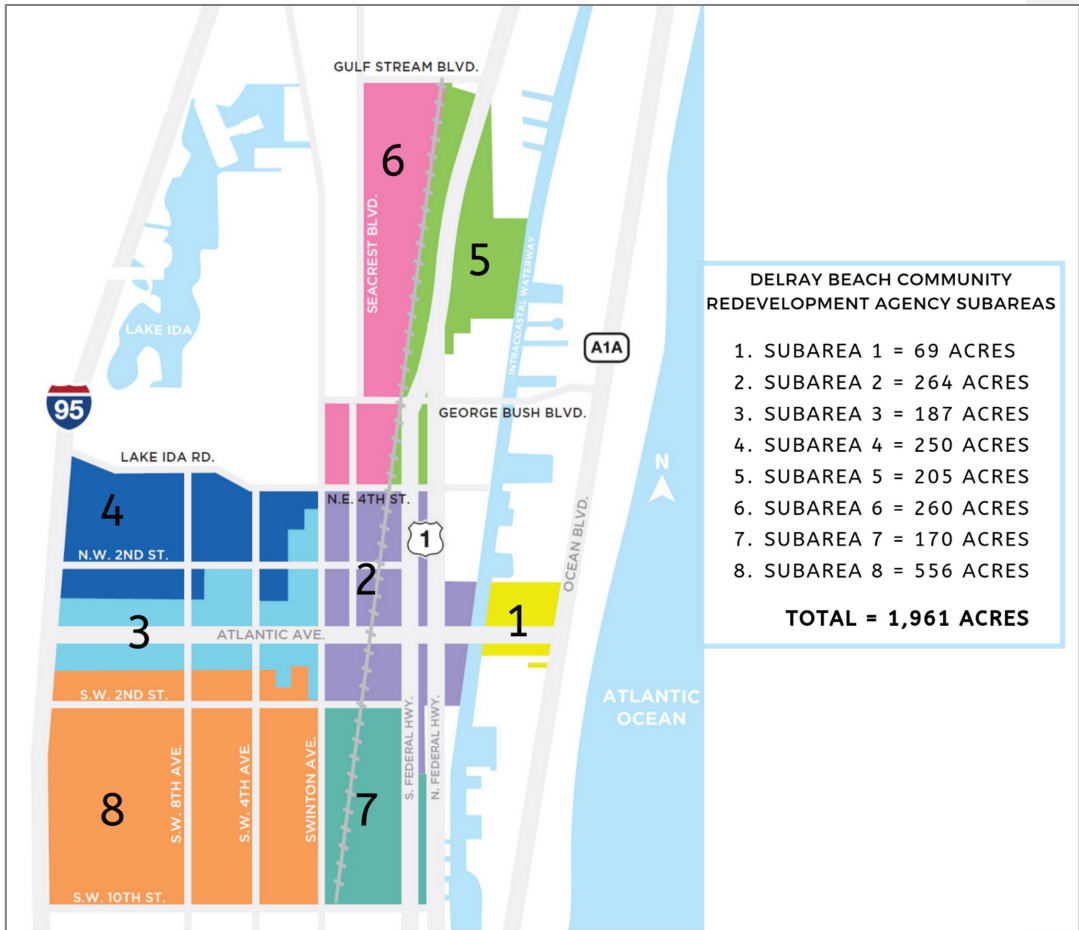 GULF STREAM BLVD.
6
SEACREST BLVD.
5
INTRACOASTAL WATERWAY
LAKE IDA
A1A
95
GEORGE BUSH BLVD.
LAKE IDA RD.
N
4
N.E. 4TH ST.
1
N.W. 2ND ST.
2
OCEAN BLVD.
3
ATLANTIC AVE.
1
S.W. 2ND ST.
ATLANTIC
OCEAN
S.W. 8TH AVE.
S.W. 4TH AVE.
SWINTON AVE.
S. FEDERAL HWY.
N. FEDERAL HWY.
8
7
S.W. 10TH ST.
DELRAY BEACH COMMUNITY
REDEVELOPMENT AGENCY SUBAREAS
1. SUBAREA 1 = 69 ACRES
2. SUBAREA 2 = 264 ACRES
3. SUBAREA 3 = 187 ACRES
4. SUBAREA 4 = 250 ACRES
5. SUBAREA 5 = 205 ACRES
6. SUBAREA 6 = 260 ACRES
7. SUBAREA 7 = 170 ACRES
8. SUBAREA 8 = 556 ACRES
TOTAL = 1,961 ACRES